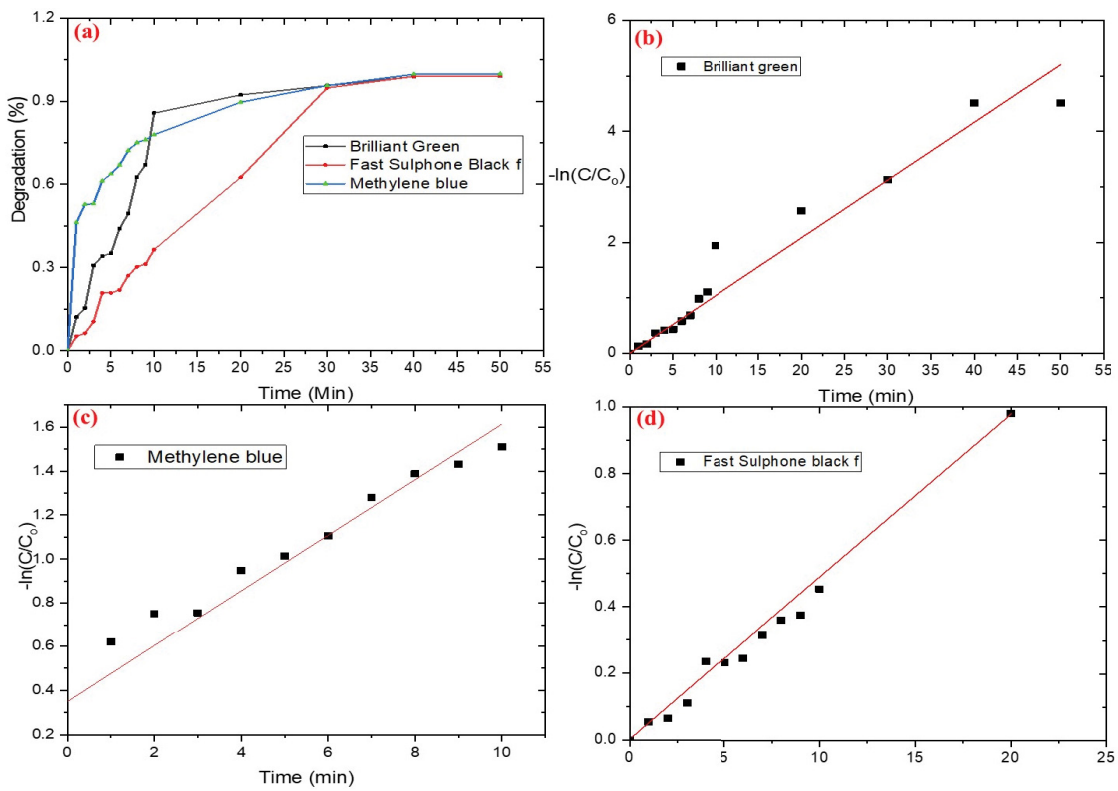 (a)
Degradation (%)
1.2
0.9
0.6
0.3
0.0
Brilliant Green
Fast Sulphone Black f
Methylene blue
0 5 10 15 20 25 30 35 40 45 50 55
Time (Min)
(b)
-ln(C/Co)
6
4
2
0
Brilliant green
0 5 10 15 20 25 30 35 40 45 50 55
Time (min)
(c)
-ln(C/Co)
1.6
1.4
1.2
1.0
0.8
0.6
0.4
0.2
Methylene blue
0 2 4 6 8 10
Time (min)
(d)
-ln(C/Co)
1.0
0.8
0.6
0.4
0.2
0.0
Fast Sulphone black f
0 5 10 15 20 25
Time (min)